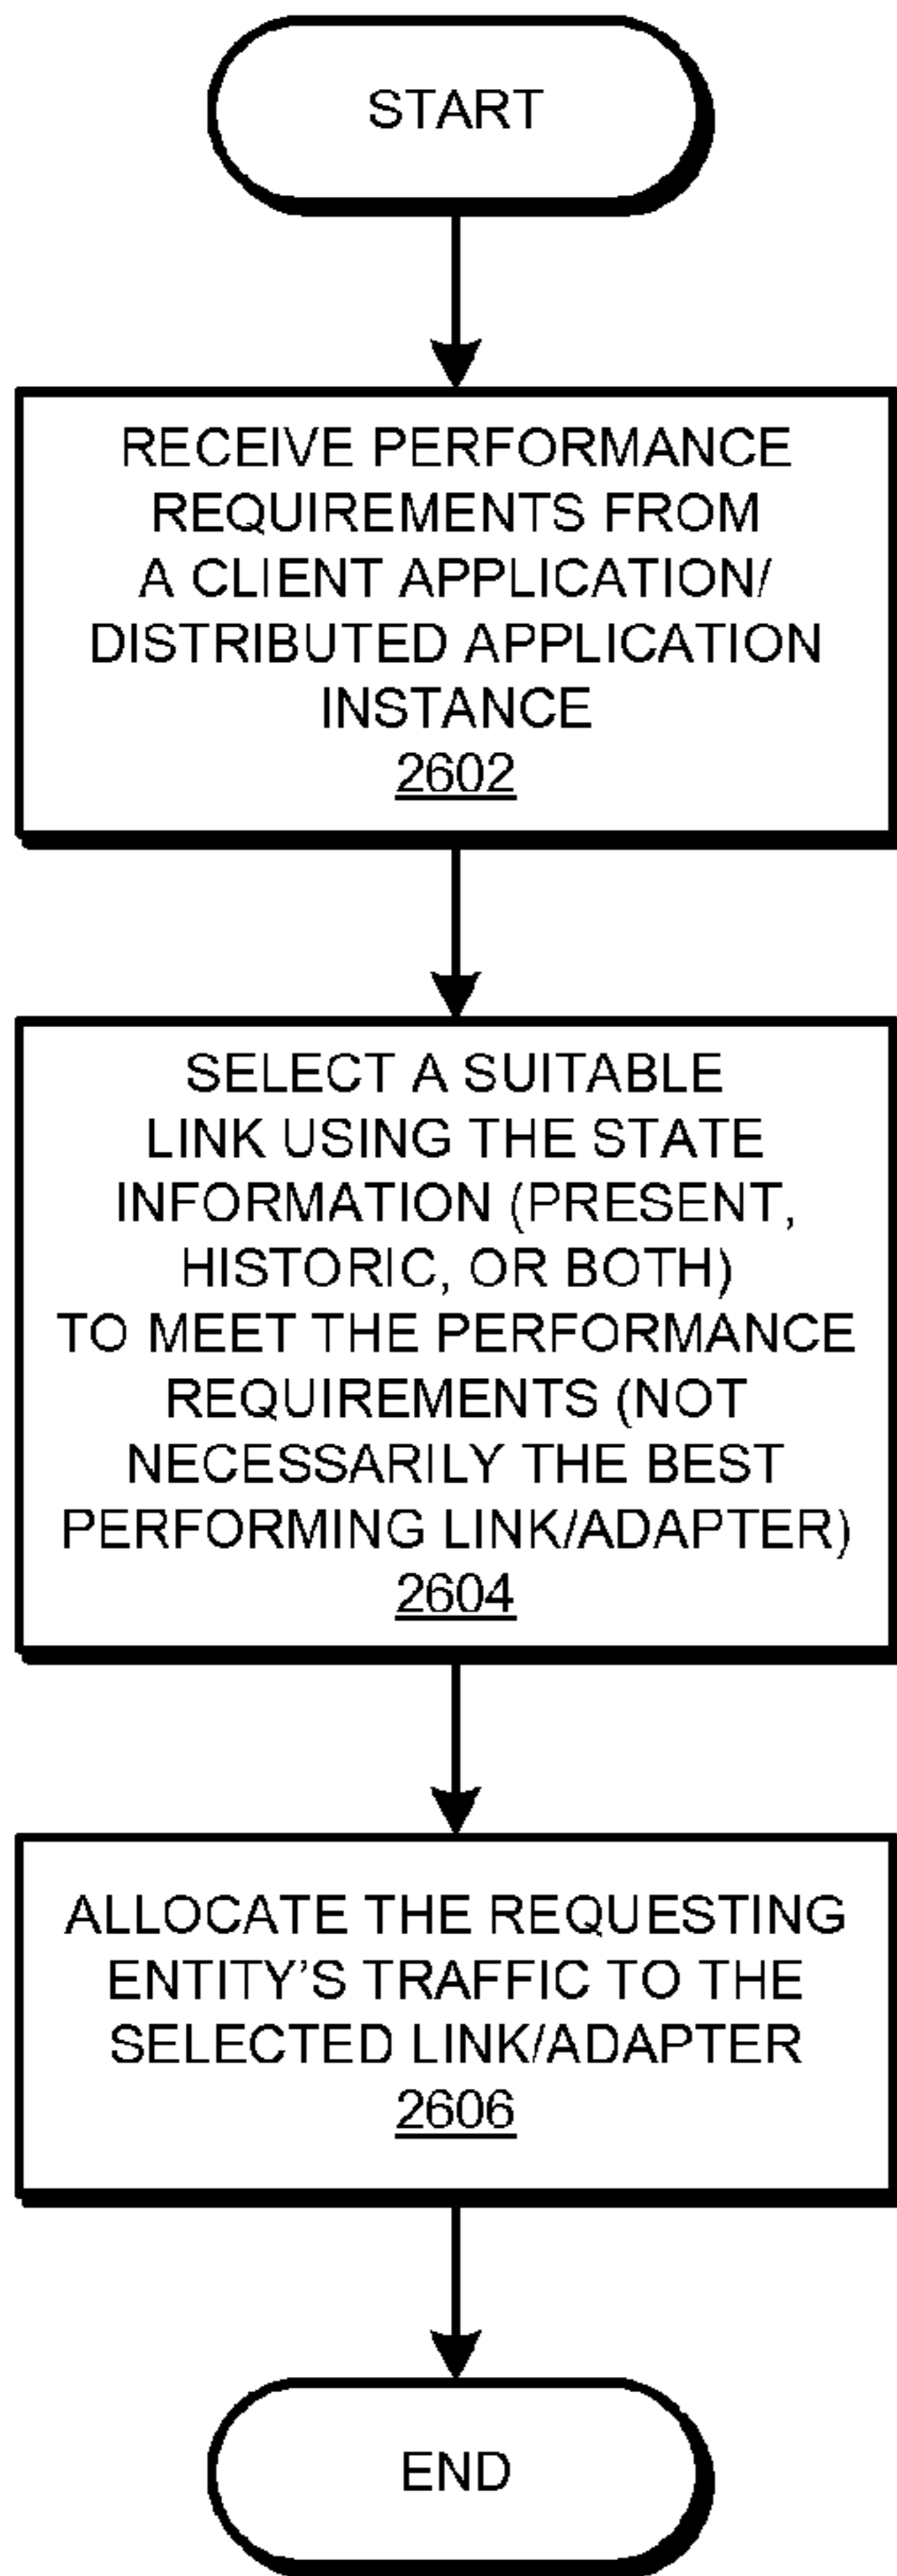 START
RECEIVE PERFORMANCE
REQUIREMENTS FROM
A CLIENT APPLICATION/
DISTRIBUTED APPLICATION
INSTANCE
2602
SELECT A SUITABLE
LINK USING THE STATE
INFORMATION (PRESENT,
HISTORIC, OR BOTH)
TO MEET THE PERFORMANCE
REQUIREMENTS (NOT
NECESSARILY THE BEST
PERFORMING LINK/ADAPTER)
2604
ALLOCATE THE REQUESTING
ENTITY’S TRAFFIC TO THE
SELECTED LINK/ADAPTER
2606
END